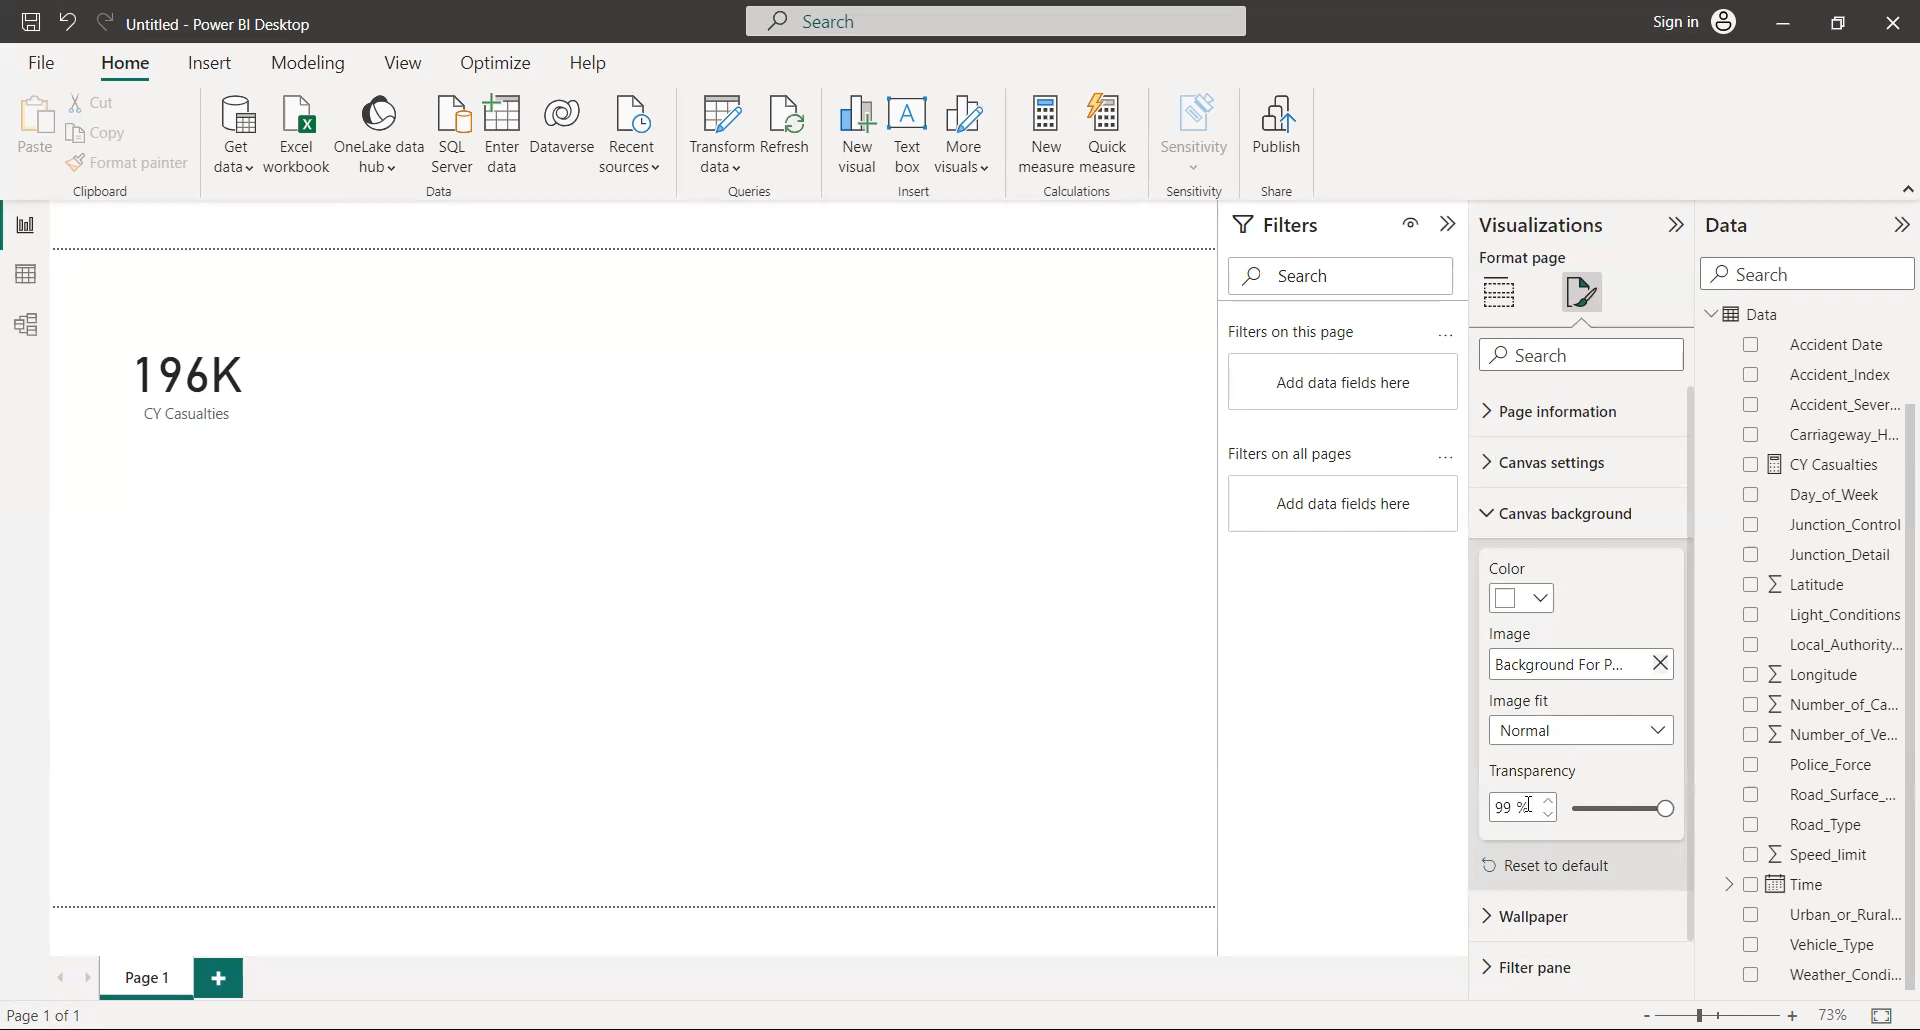 Untitled - Power BI Desktop
Search
Sign in
File Home Insert Modeling View Optimize Help
Paste
Cut
Copy
Format painter
Clipboard
Get data
Excel workbook
OneLake data hub
SQL Server
Enter data
Dataverse
Recent sources
Data
Transform data
Refresh
Queries
New visual
A
Text box
More visuals
Insert
New measure
Quick measure
Calculations
Sensitivity
Sensitivity
Publish
Share
196K
CY Casualties
Filters
Search
Filters on this page
...
Add data fields here
Filters on all pages
...
Add data fields here
Visualizations
Format page
Search
Page information
Canvas settings
Canvas background
Color
Image
Background For P...
Image fit
Normal
Transparency
99 %
Reset to default
Wallpaper
Filter pane
Data
Search
Data
Accident Date
Accident_Index
Accident_Sever...
Carriageway_H...
CY Casualties
Day_of_Week
Junction_Control
Junction_Detail
Latitude
Light_Conditions
Local_Authority...
Longitude
Number_of_Ca...
Number_of_Ve...
Police_Force
Road_Surface_...
Road_Type
Speed_limit
Time
Urban_or_Rural...
Vehicle_Type
Weather_Condi...
Page 1
Page 1 of 1
- + 73%